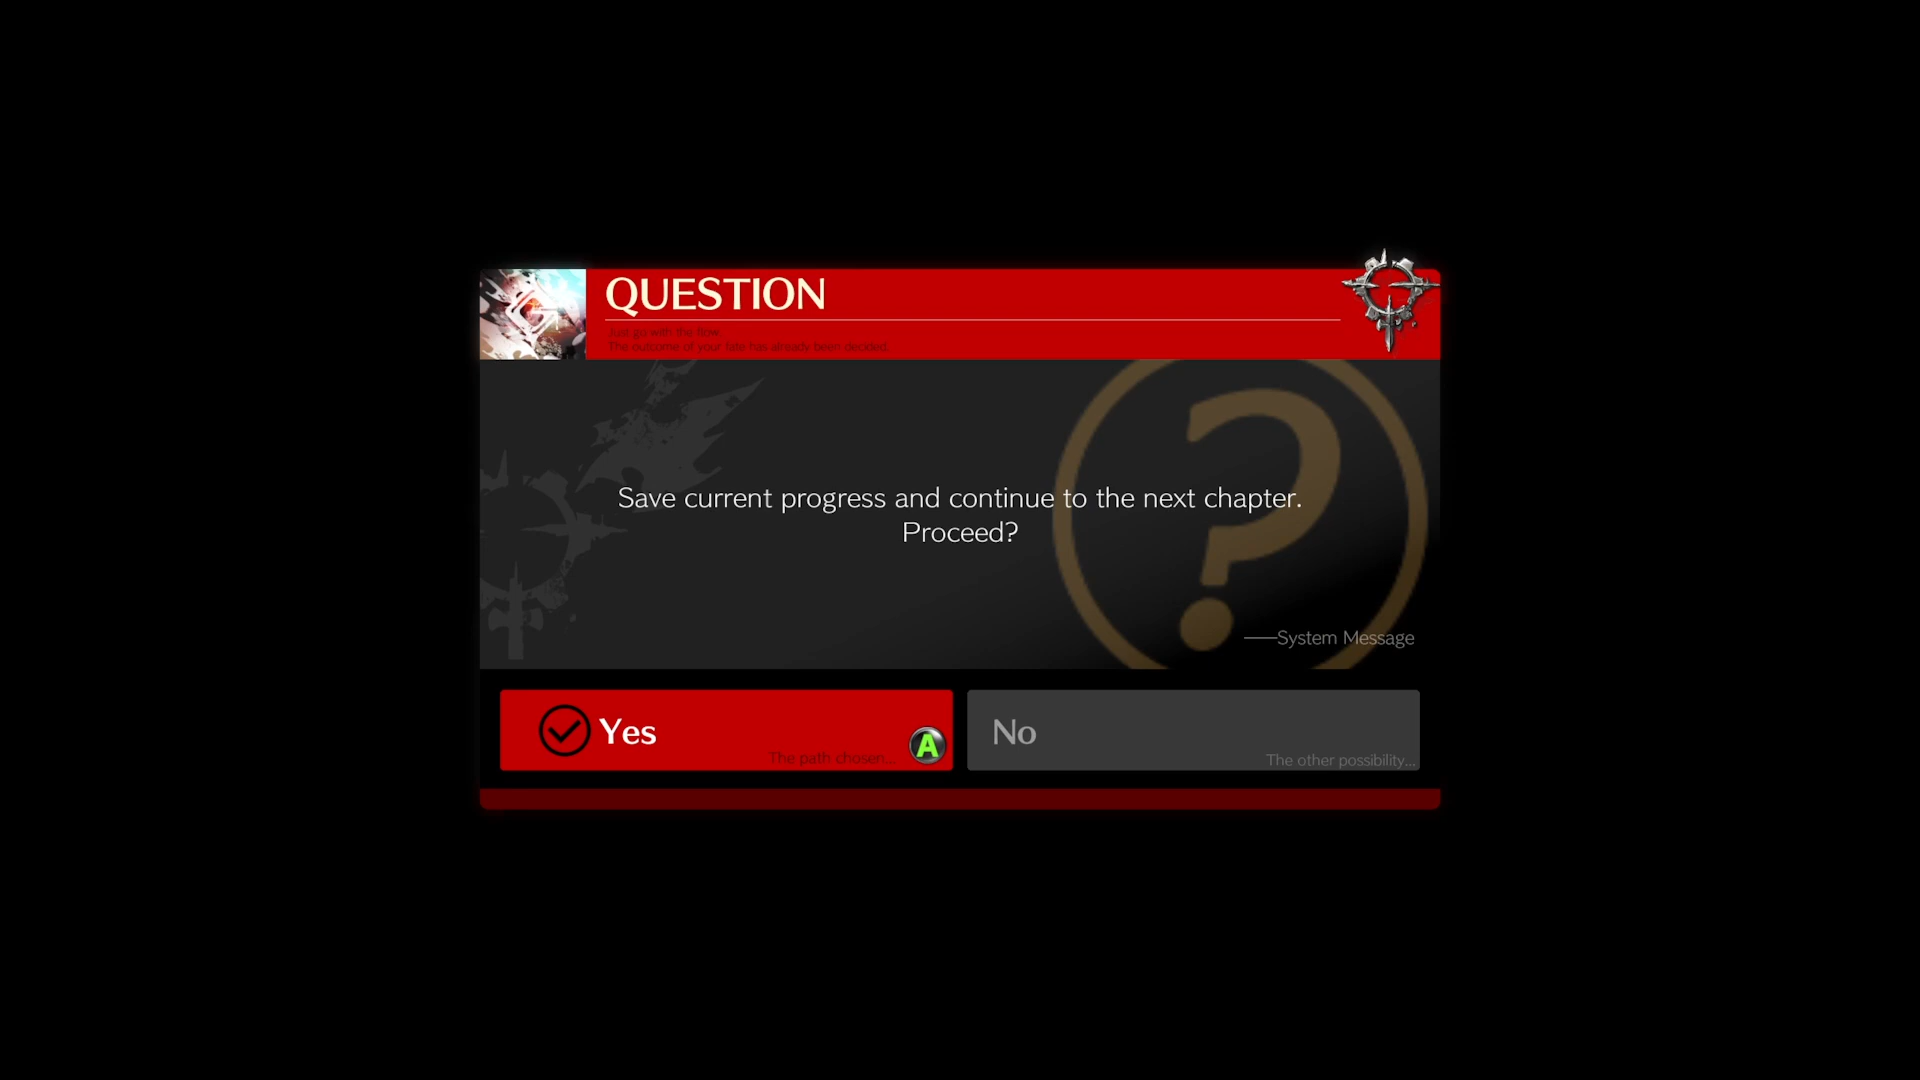 QUESTION
Just go with the flow.
The outcome of your fate has already been decided.
Save current progress and continue to the next chapter.
Proceed?
——System Message
Yes
The path chosen...
A
No
The other possibility...